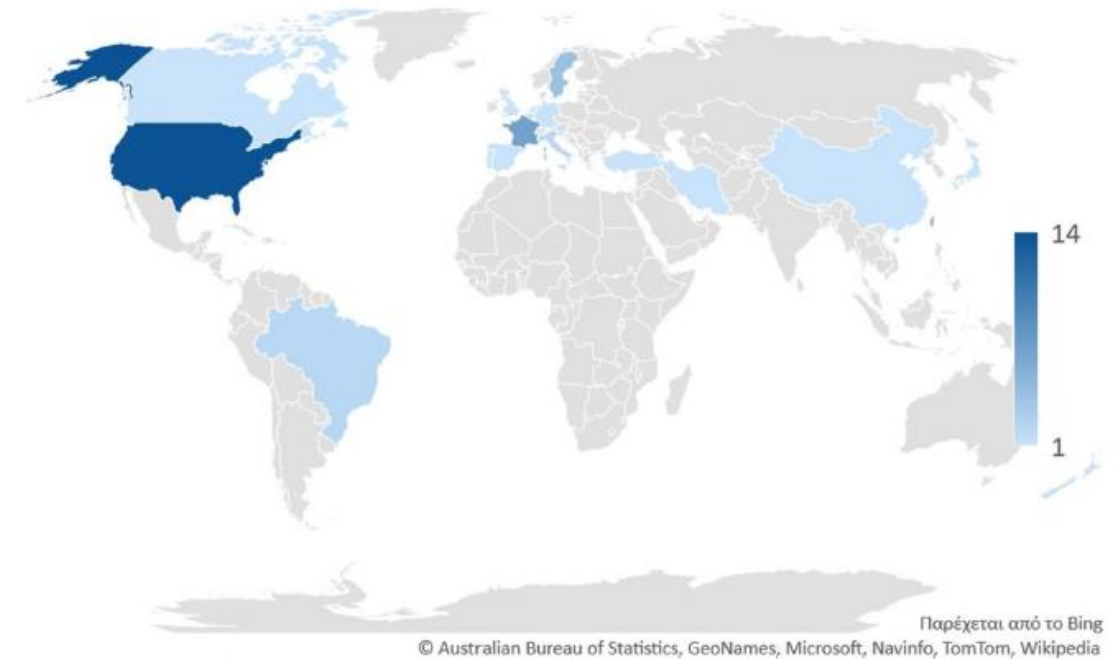 14
1
Παρέχεται από το Bing
© Australian Bureau of Statistics, GeoNames, Microsoft, Navinfo, TomTom, Wikipedia